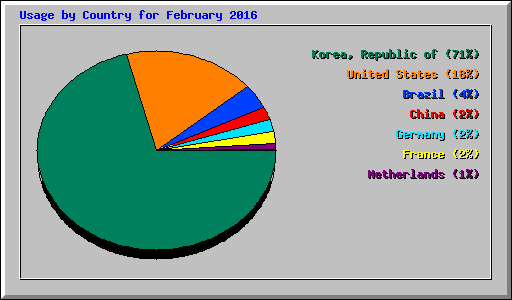 Usage by Country for February 2016
Korea, Republic of (71%)
United States (18%)
Brazil (4%)
China (2%)
Germany (2%)
France (2%)
Netherlands (1%)